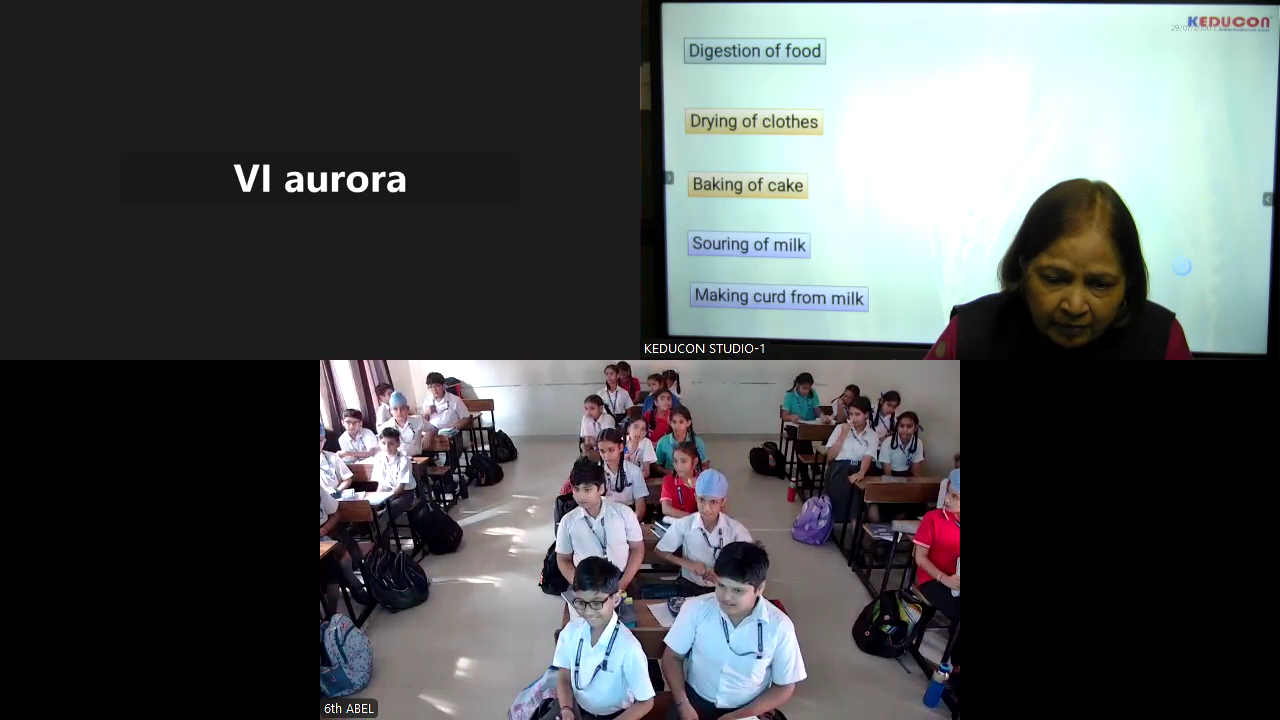 VI aurora
KEDUCON
Digestion of food
Drying of clothes
Baking of cake
Souring of milk
Making curd from milk
KEDUCON STUDIO-1
6th ABEL